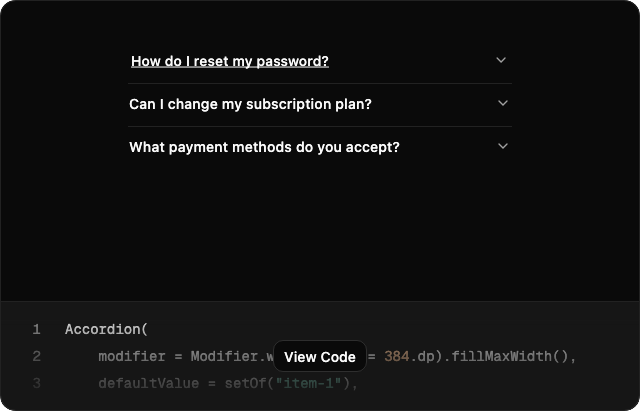 How do I reset my password?
Can I change my subscription plan?
What payment methods do you accept?
1 Accordion(
2 modifier = Modifier.w = 384.dp).fillMaxWidth(),
View Code
3 defaultValue = setOf("item-1"),